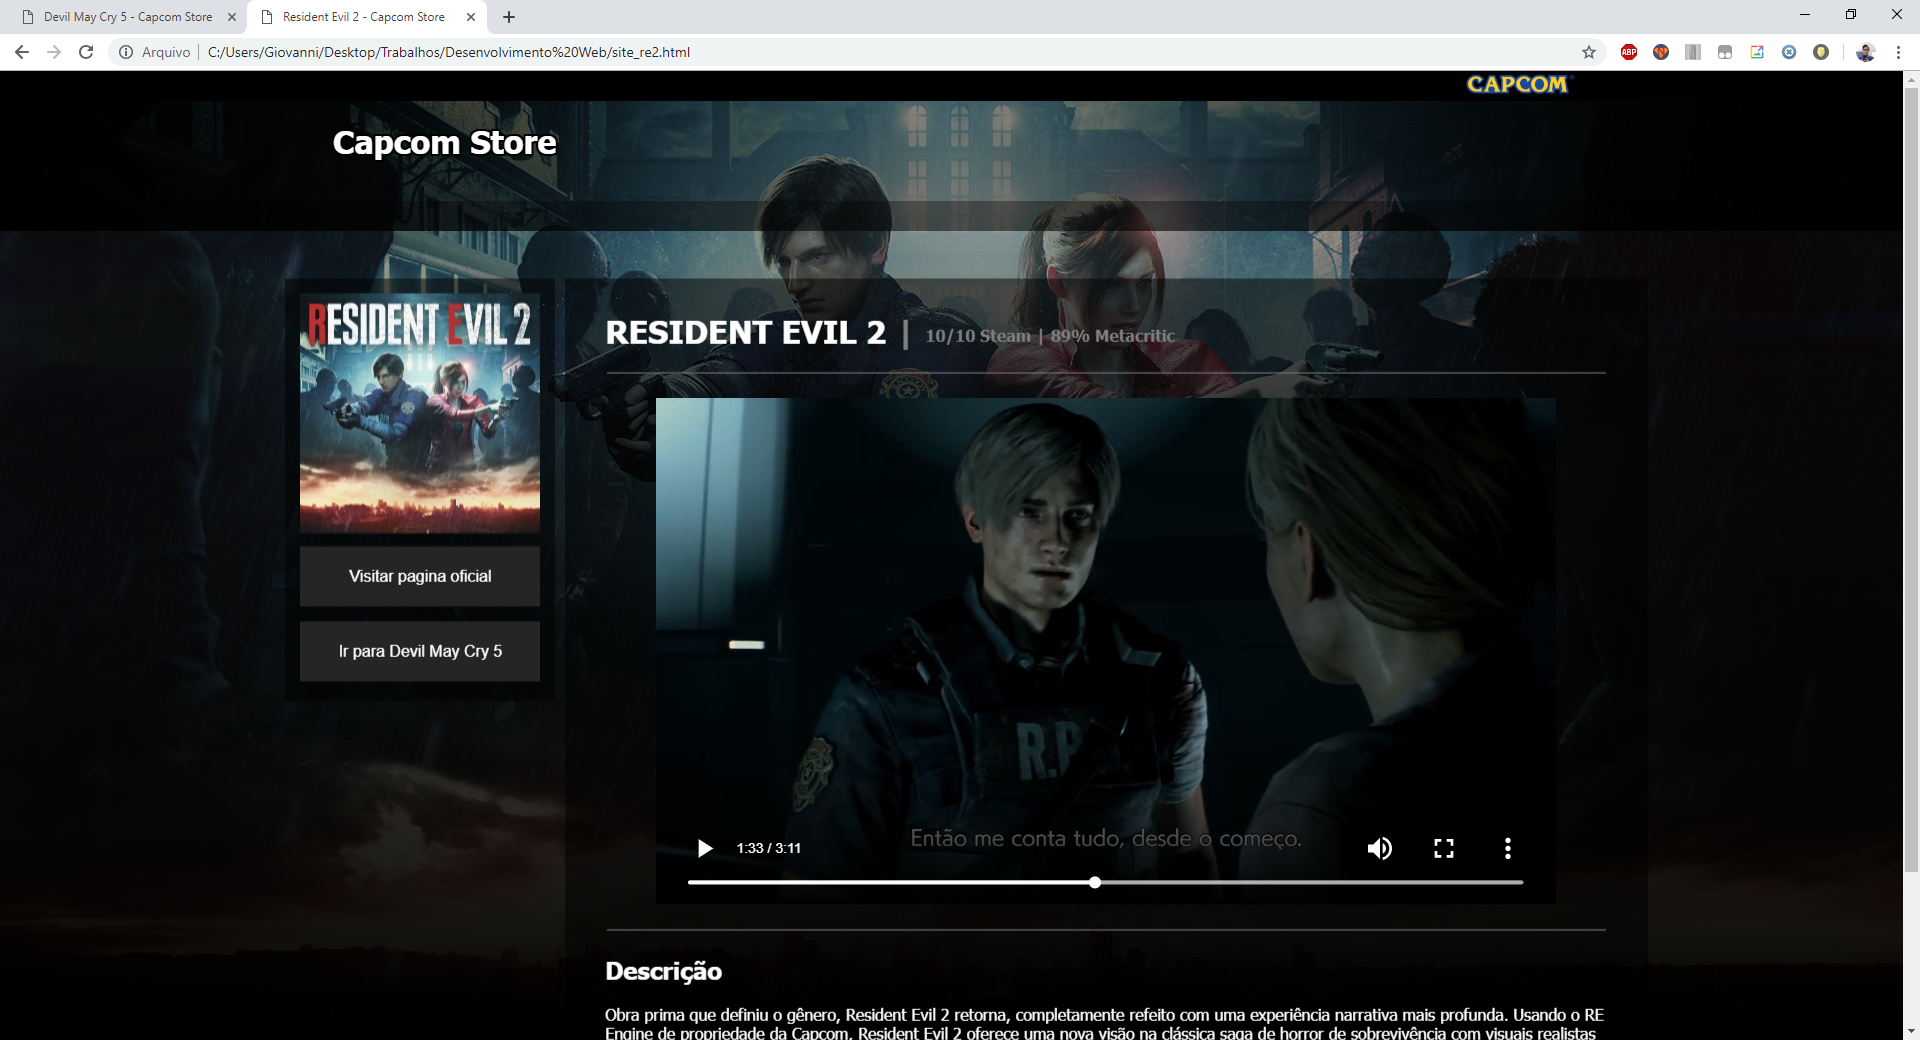 Devil May Cry 5 - Capcom Store
Resident Evil 2 - Capcom Store
Arquivo
C:/Users/Giovanni/Desktop/Trabalhos/Desenvolvimento%20Web/site_re2.html
ABP
CAPCOM
Capcom Store
RESIDENT EVIL 2
Visitar pagina oficial
Ir para Devil May Cry 5
RESIDENT EVIL 2 | 10/10 Steam | 89% Metacritic
R.P
Então me conta tudo, desde o começo.
1:33 / 3:11
Descrição
Obra prima que definiu o gênero, Resident Evil 2 retorna, completamente refeito com uma experiência narrativa mais profunda. Usando o RE
Engine de propriedade da Capcom, Resident Evil 2 oferece uma nova visão na clássica saga de horror de sobrevivência com visuais realistas